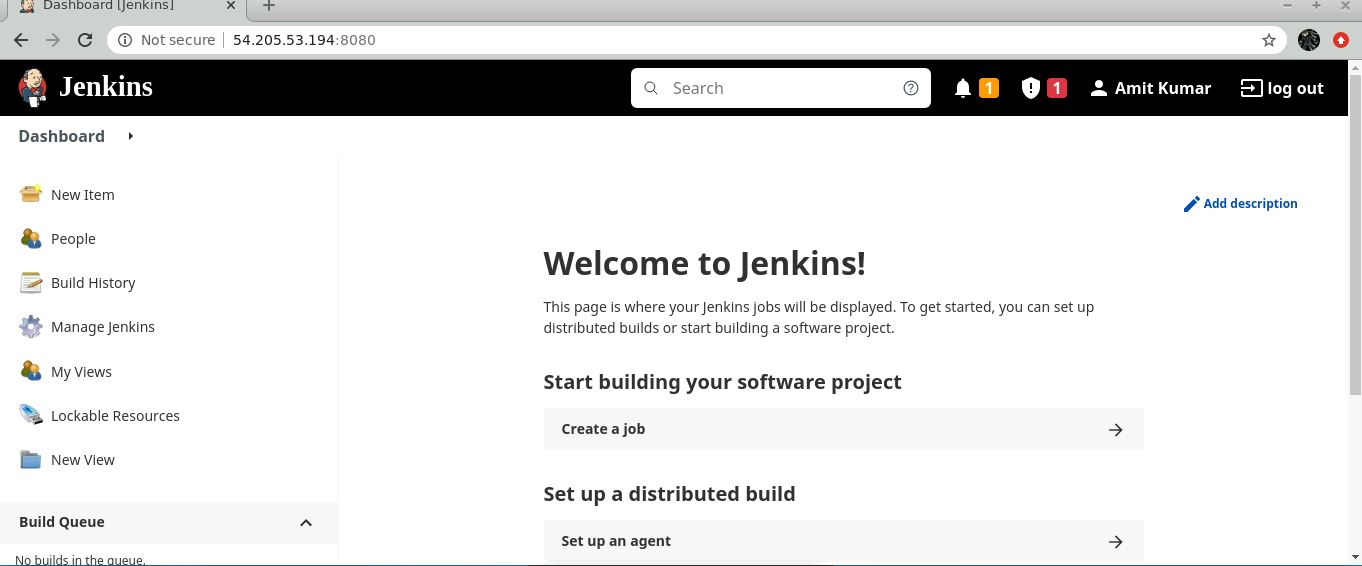 Dashboard [Jenkins]
Not secure 54.205.53.194:8080
Jenkins
Search
1
1
Amit Kumar
log out
Dashboard
New Item
People
Build History
Manage Jenkins
My Views
Lockable Resources
New View
Build Queue
No builds in the queue.
Add description
Welcome to Jenkins!
This page is where your Jenkins jobs will be displayed. To get started, you can set up
distributed builds or start building a software project.
Start building your software project
Create a job
Set up a distributed build
Set up an agent